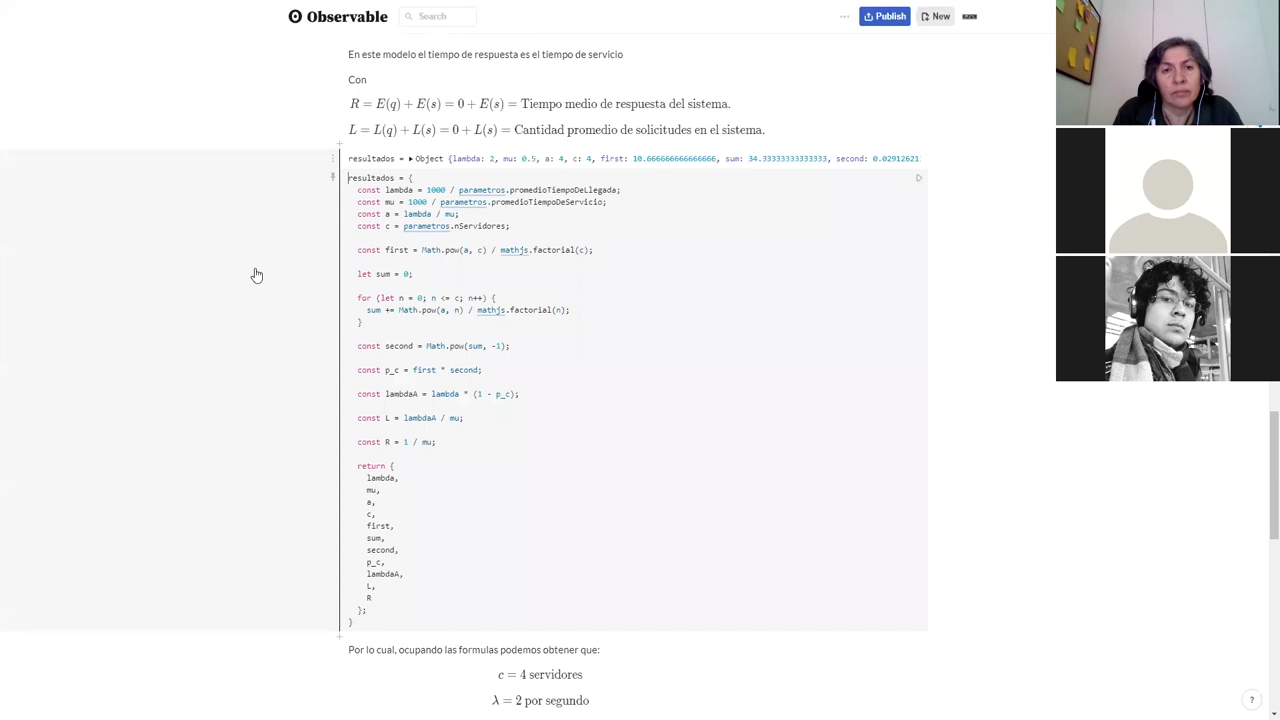 Observable
Search
Publish
New
En este modelo el tiempo de respuesta es el tiempo de servicio
Con
R = E(q) + E(s) = 0 + E(s) = Tiempo medio de respuesta del sistema.
L = L(q) + L(s) = 0 + L(s) = Cantidad promedio de solicitudes en el sistema.
resultados = ▸Object {lambda: 2, mu: 0.5, a: 4, c: 4, first: 10.666666666666666, sum: 34.33333333333333, second: 0.02912621
resultados = {
const lambda = 1000 / parametros.promedioTiempoDeLlegada;
const mu = 1000 / parametros.promedioTiempoDeServicio;
const a = lambda / mu;
const c = parametros.nServidores;
const first = Math.pow(a, c) / mathjs.factorial(c);
let sum = 0;
for (let n = 0; n <= c; n++) {
sum += Math.pow(a, n) / mathjs.factorial(n);
}
const second = Math.pow(sum, -1);
const p_c = first * second;
const lambdaA = lambda * (1 - p_c);
const L = lambdaA / mu;
const R = 1 / mu;
return {
lambda,
mu,
a,
c,
first,
sum,
second,
p_c,
lambdaA,
L,
R
};
}
Por lo cual, ocupando las formulas podemos obtener que:
c = 4 servidores
λ = 2 por segundo
?